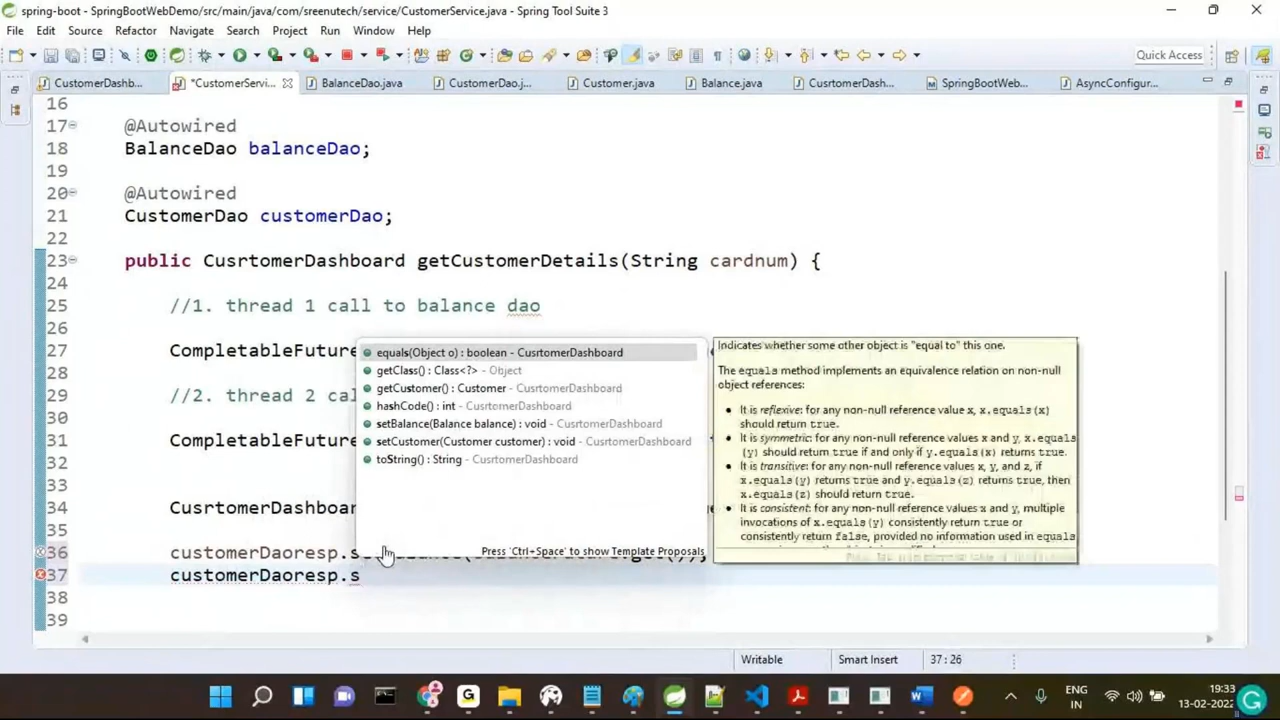 spring-boot - SpringBootWebDemo/src/main/java/com/sreenutech/service/CustomerService.java - Spring Tool Suite 3
File Edit Source Refactor Navigate Search Project Run Window Help
Quick Access
CustomerDashb... *CustomerServi... BalanceDao.java CustomerDao.j... Customer.java Balance.java CusrtomerDash... SpringBootWeb... AsyncConfigur...
16
17 @Autowired
18 BalanceDao balanceDao;
19
20 @Autowired
21 CustomerDao customerDao;
22
23 public CusrtomerDashboard getCustomerDetails(String cardnum) {
24
25 //1. thread 1 call to balance dao
26
27 CompletableFuture
28
29 //2. thread 2 cal
30
31 CompletableFuture
32
33
34 CusrtomerDashboar
35
36 customerDaoresp.
37 customerDaoresp.s
38
39
equals(Object o) : boolean - CusrtomerDashboard
getClass() : Class<?> - Object
getCustomer() : Customer - CusrtomerDashboard
hashCode() : int - CusrtomerDashboard
setBalance(Balance balance) : void - CusrtomerDashboard
setCustomer(Customer customer) : void - CusrtomerDashboard
toString() : String - CusrtomerDashboard
Press 'Ctrl+Space' to show Template Proposals
Indicates whether some other object is "equal to" this one.
The equals method implements an equivalence relation on non-null
object references:
• It is reflexive: for any non-null reference value x, x.equals(x)
should return true.
• It is symmetric: for any non-null reference values x and y, x.equals
(y) should return true if and only if y.equals(x) returns true.
• It is transitive: for any non-null reference values x, y, and z, if
x.equals(y) returns true and y.equals(z) returns true, then
x.equals(z) should return true.
• It is consistent: for any non-null reference values x and y, multiple
invocations of x.equals(y) consistently return true or
consistently return false, provided no information used in equals
Writable Smart Insert 37 : 26
ENG
IN
19:33
13-02-2022